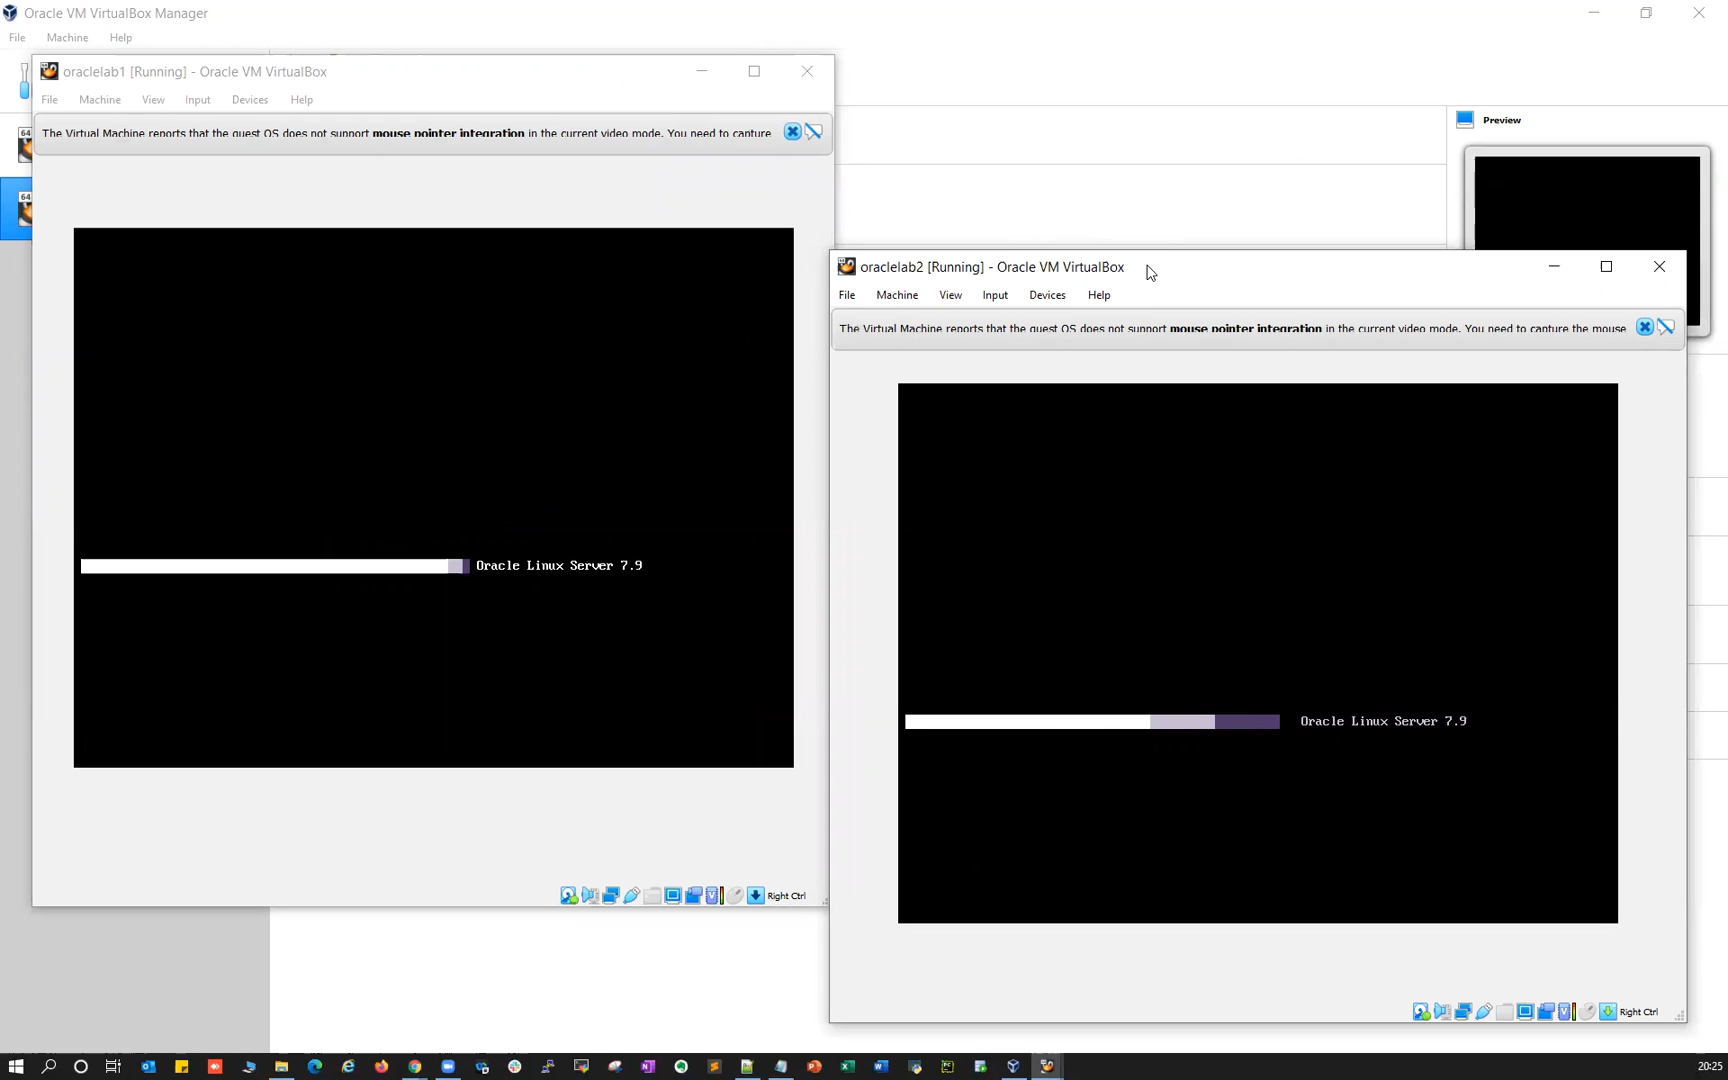 Oracle VM VirtualBox Manager
File Machine Help
oraclelab1 [Running] - Oracle VM VirtualBox
File Machine View Input Devices Help
The Virtual Machine reports that the guest OS does not support mouse pointer integration in the current video mode. You need to capture
Oracle Linux Server 7.9
Right Ctrl
64
64
Preview
oraclelab2 [Running] - Oracle VM VirtualBox
File Machine View Input Devices Help
The Virtual Machine reports that the guest OS does not support mouse pointer integration in the current video mode. You need to capture the mouse
Oracle Linux Server 7.9
Right Ctrl
20:25